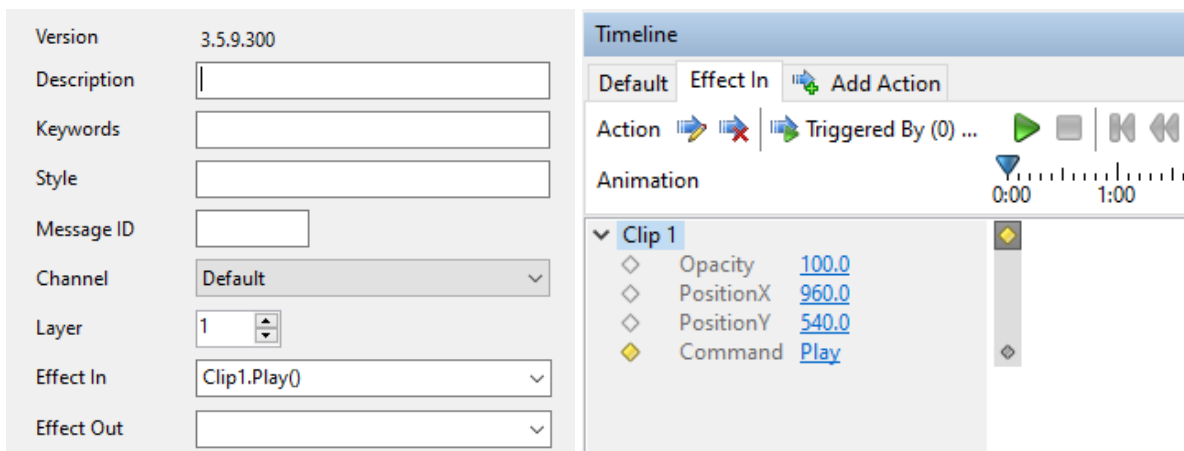 Version 3.5.9.300
Description
Keywords
Style
Message ID
Channel Default
Layer 1
Effect In Clip1.Play()
Effect Out
Timeline
Default Effect In Add Action
Action Triggered By (0) ...
Animation 0:00 1:00
Clip 1
Opacity 100.0
PositionX 960.0
PositionY 540.0
Command Play